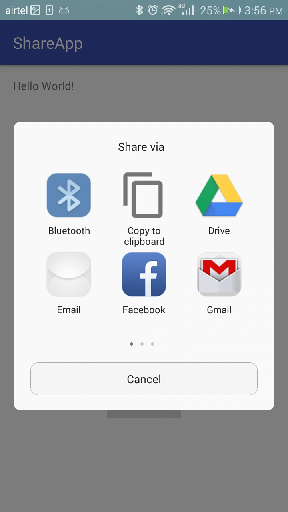 airtel 3G 25% 3:56 PM
ShareApp
Hello World!
Share via
Bluetooth
Copy to
clipboard
Drive
Email
Facebook
Gmail
Cancel